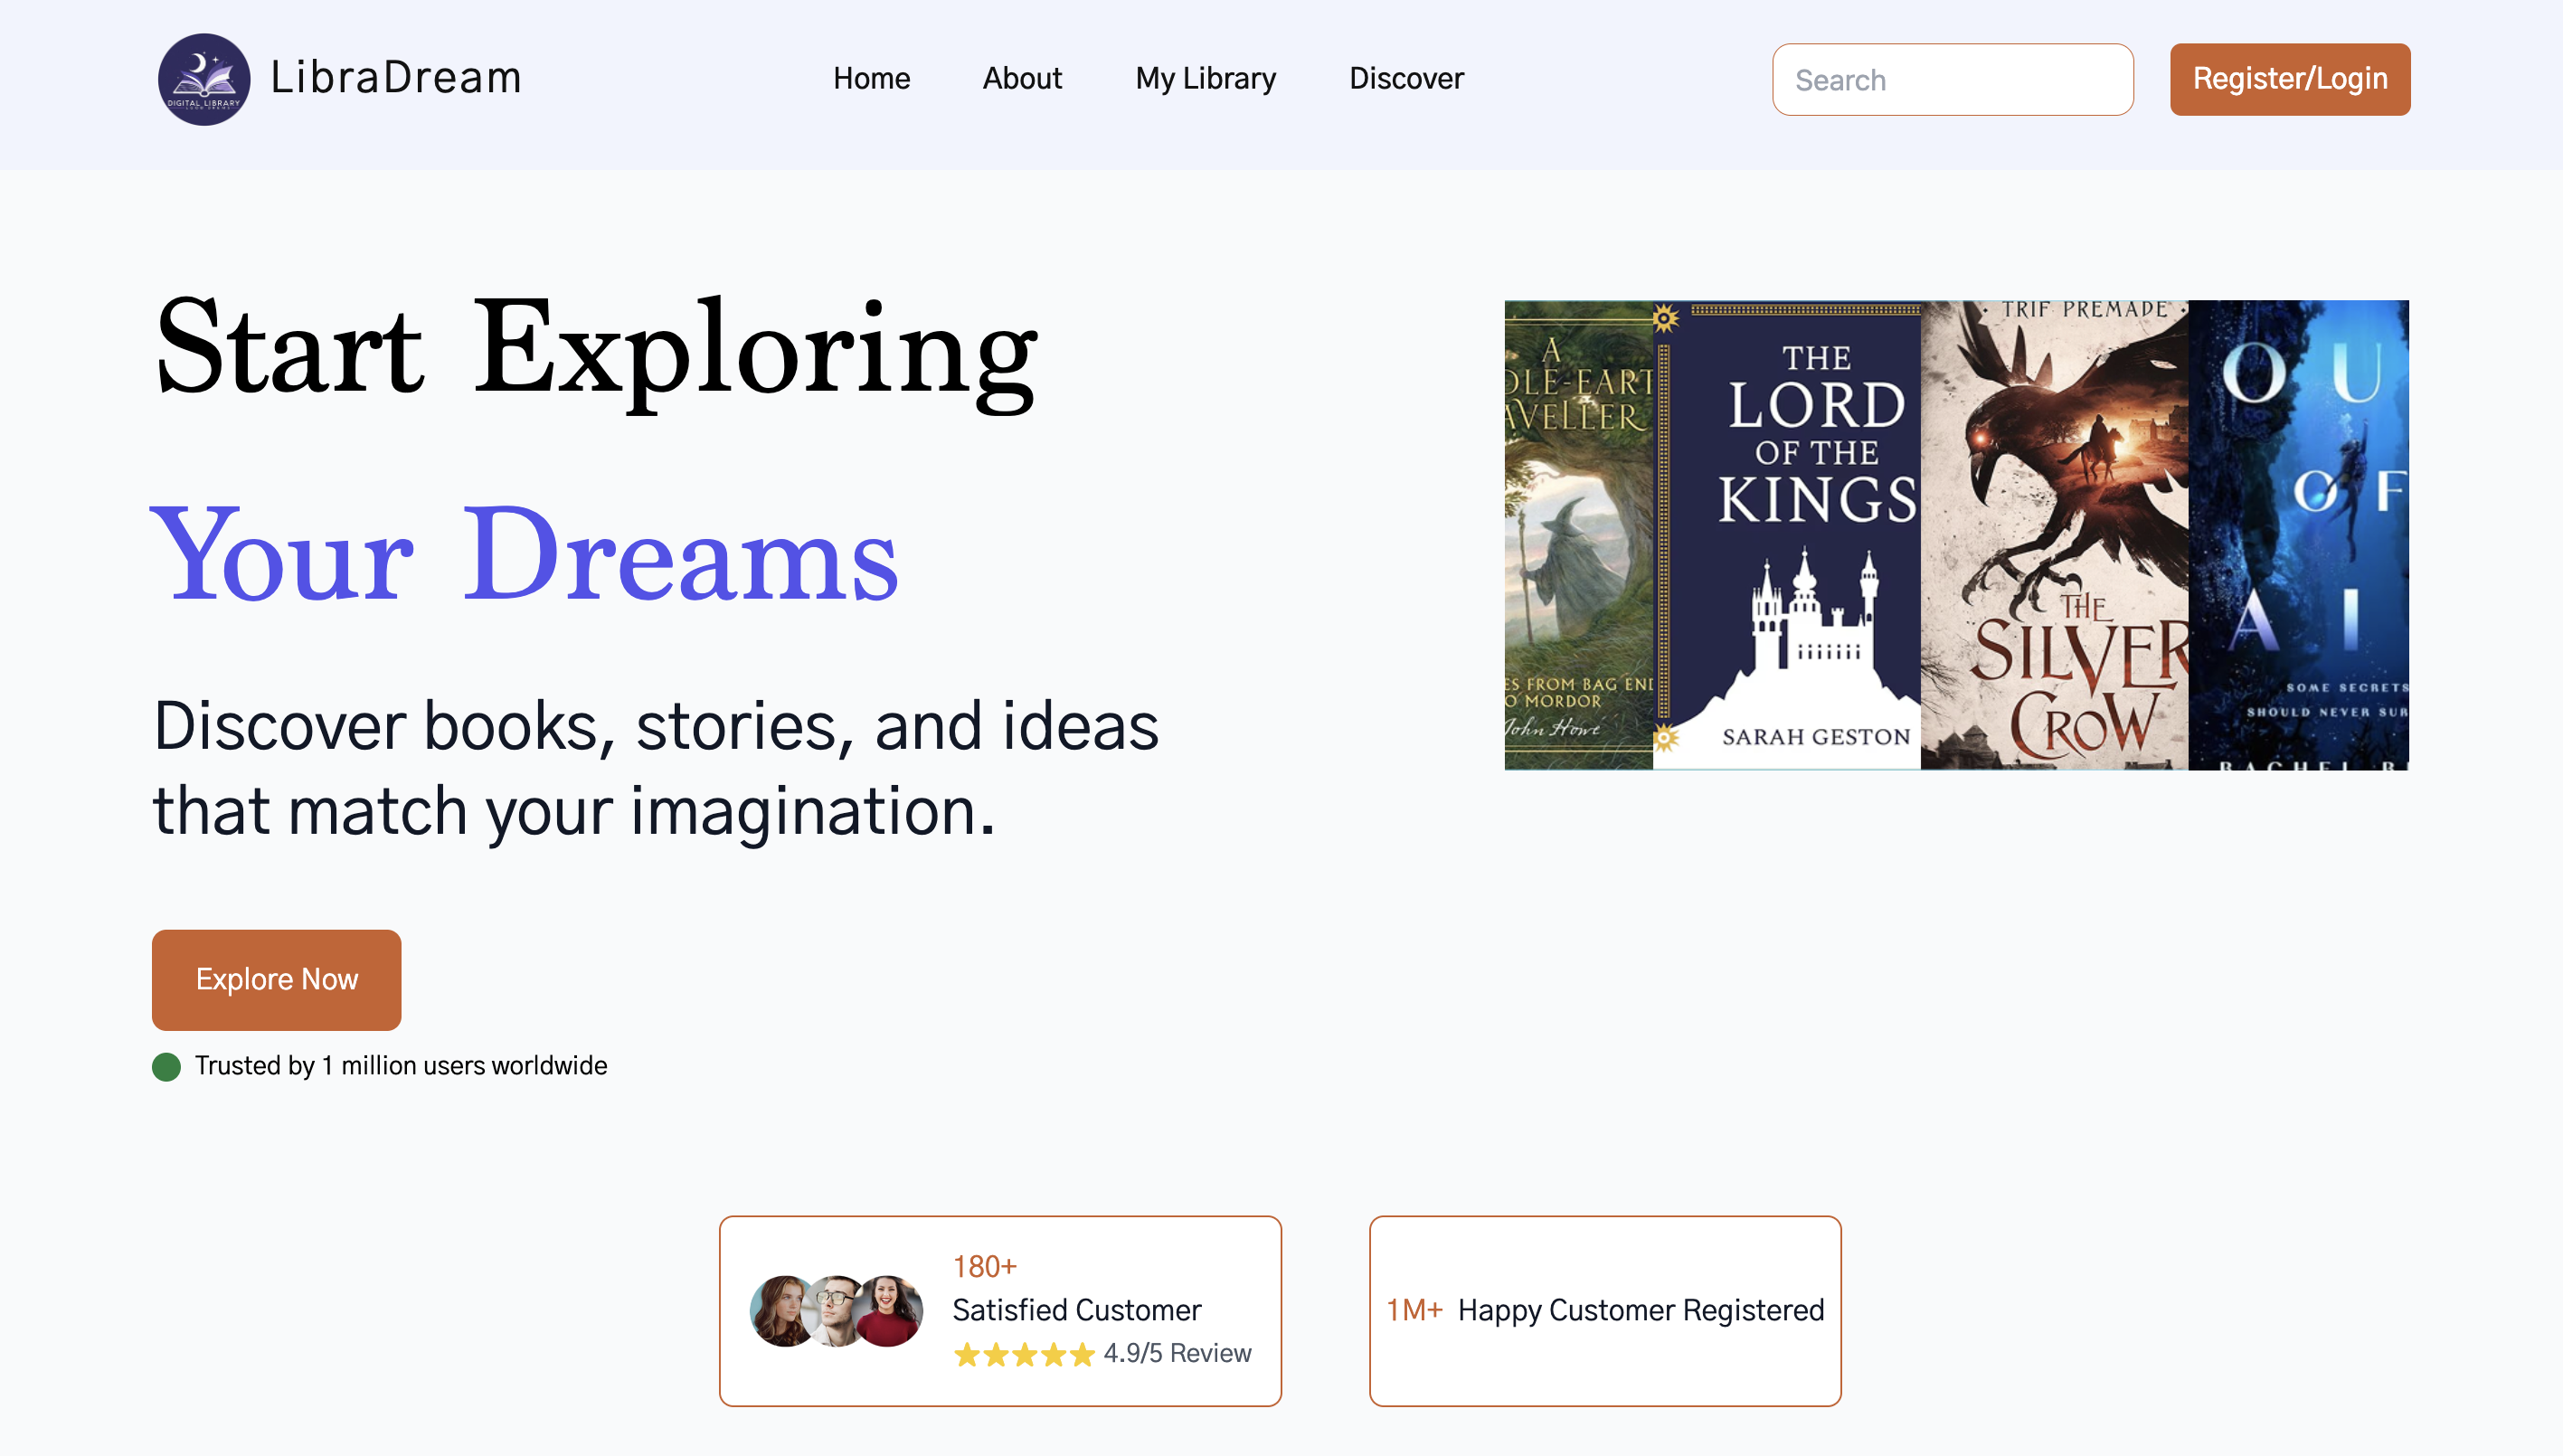 DIGITAL LIBRARY
LibraDream
Home
About
My Library
Discover
Search
Register/Login
Start Exploring
Your Dreams
Discover books, stories, and ideas
that match your imagination.
A
DLE-EART
AVELLER
ES FROM BAG END
O MORDOR
John Howe
THE
LORD
OF THE
KINGS
SARAH GESTON
TRIF PREMADE
THE
SILVER
CROW
OU
OF
AI
SOME SECRETS
SHOULD NEVER SUR
RACHEL
Explore Now
Trusted by 1 million users worldwide
180+
Satisfied Customer
4.9/5 Review
1M+ Happy Customer Registered